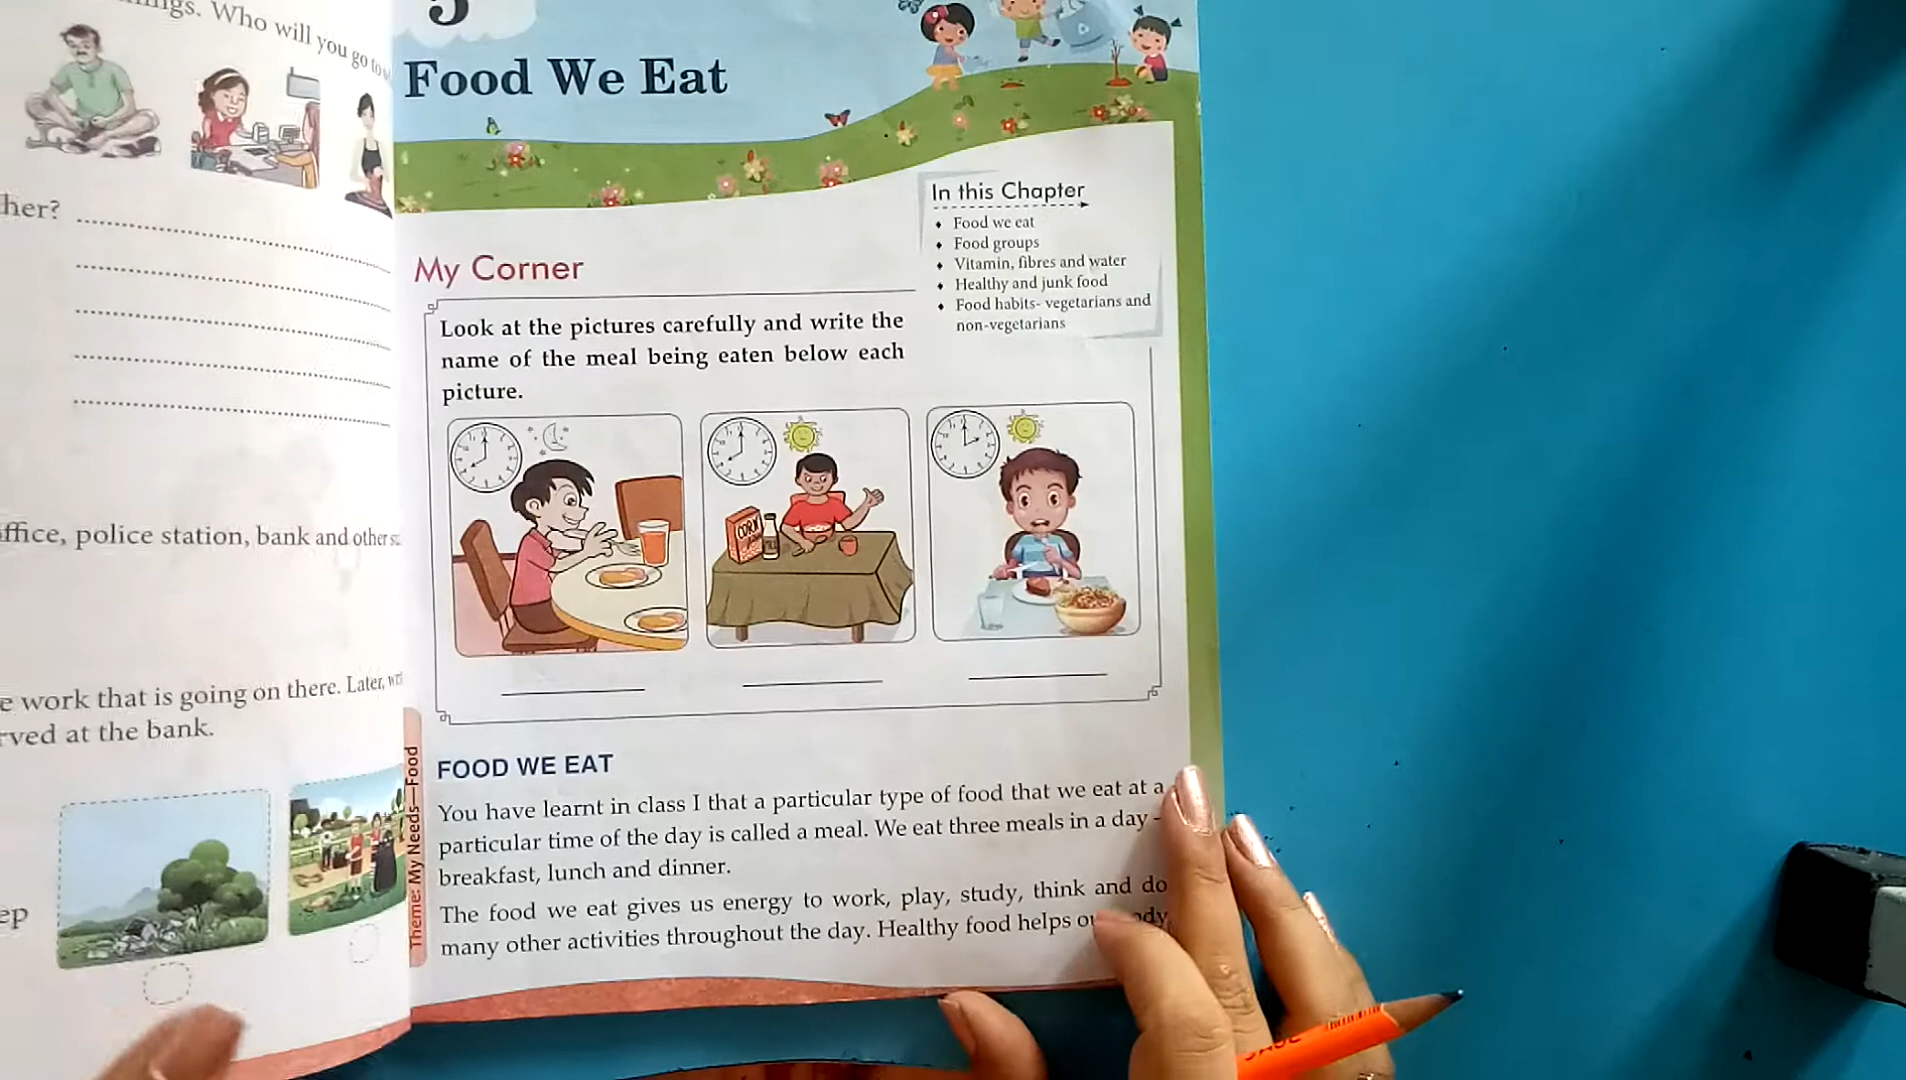 ngs. Who will you go to
her?
ffice, police station, bank and other
e work that is going on there. Later,
rved at the bank.
ep
5
Food We Eat
In this Chapter
♦ Food we eat
♦ Food groups
♦ Vitamin, fibres and water
♦ Healthy and junk food
♦ Food habits- vegetarians and
non-vegetarians
My Corner
Look at the pictures carefully and write the
name of the meal being eaten below each
picture.
CORN
FOOD WE EAT
You have learnt in class I that a particular type of food that we eat at a
particular time of the day is called a meal. We eat three meals in a day -
breakfast, lunch and dinner.
The food we eat gives us energy to work, play, study, think and do
many other activities throughout the day. Healthy food helps
Theme: My Needs—Food